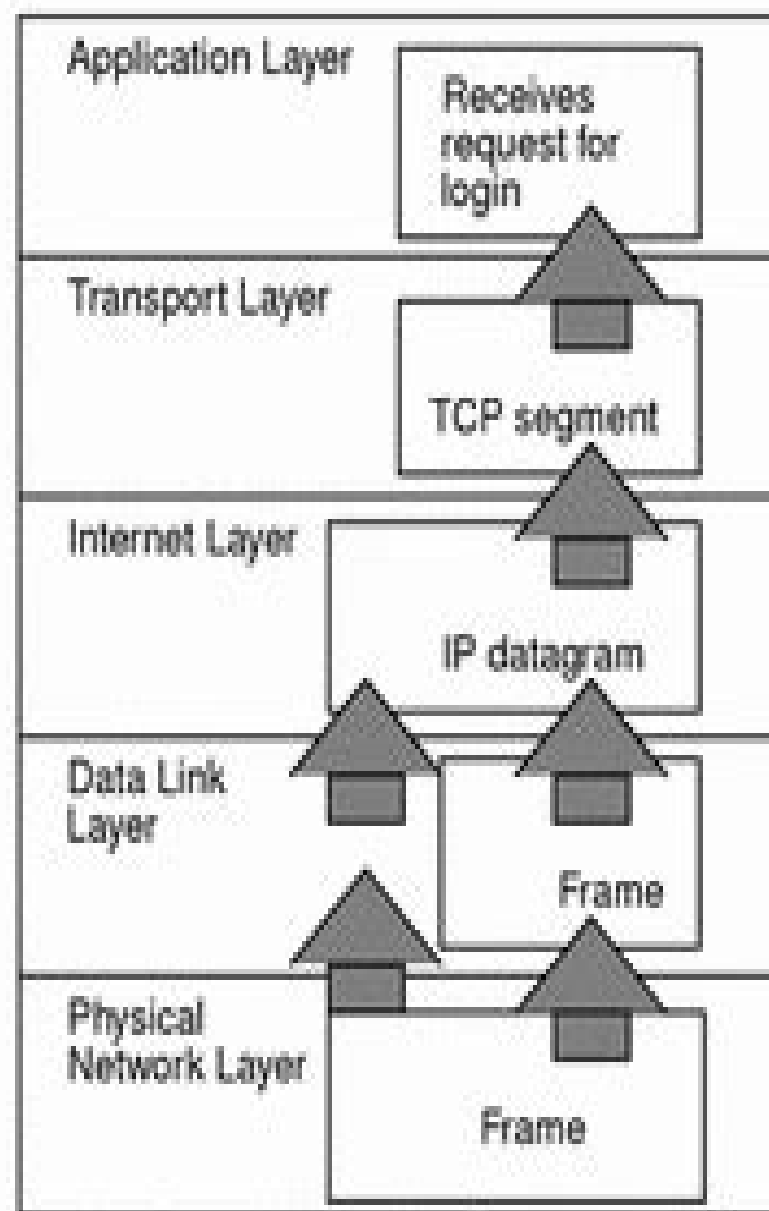 Application Layer
Receives
request for
login
Transport Layer
TCP segment
Internet Layer
IP datagram
Data Link
Layer
Frame
Physical
Network Layer
Frame